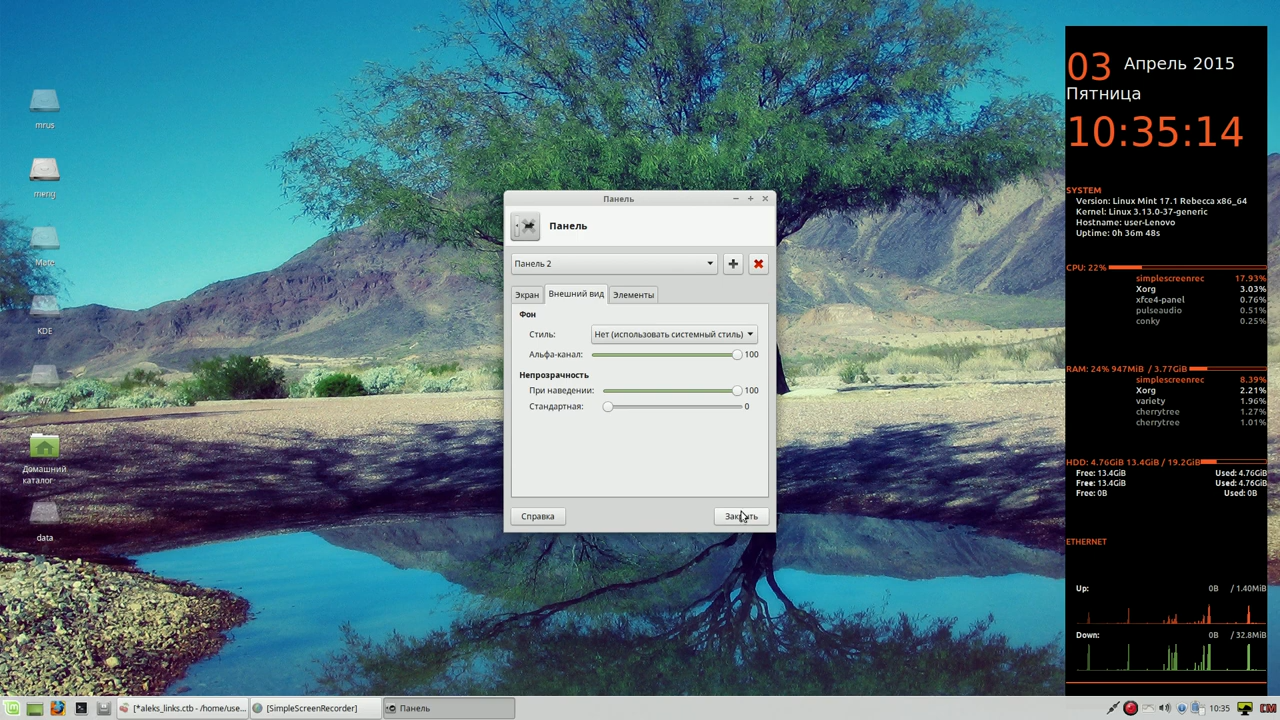 mrus
meng
Mate
KDE
Домашний
каталог
data
Панель
Панель
Панель 2
Экран
Внешний вид
Элементы
Фон
Стиль:
Нет (использовать системный стиль)
Альфа-канал:
100
Непрозрачность
При наведении:
100
Стандартная:
0
Справка
Закрыть
03 Апрель 2015
Пятница
10:35:14
SYSTEM
Version: Linux Mint 17.1 Rebecca x86_64
Kernel: Linux 3.13.0-37-generic
Hostname: user-Lenovo
Uptime: 0h 36m 48s
CPU: 22%
simplescreenrec 17.93%
Xorg 3.03%
xfce4-panel 0.76%
pulseaudio 0.51%
conky 0.25%
RAM: 24% 947MiB / 3.77GiB
simplescreenrec 8.39%
Xorg 2.21%
variety 1.96%
cherrytree 1.27%
cherrytree 1.01%
HDD: 4.76GiB 13.4GiB / 19.2GiB
Free: 13.4GiB Used: 4.76GiB
Free: 13.4GiB Used: 4.76GiB
Free: 0B Used: 0B
ETHERNET
Up: 0B / 1.40MiB
Down: 0B / 32.8MiB
[*aleks_links.ctb - /home/use...
[SimpleScreenRecorder]
Панель
10:35